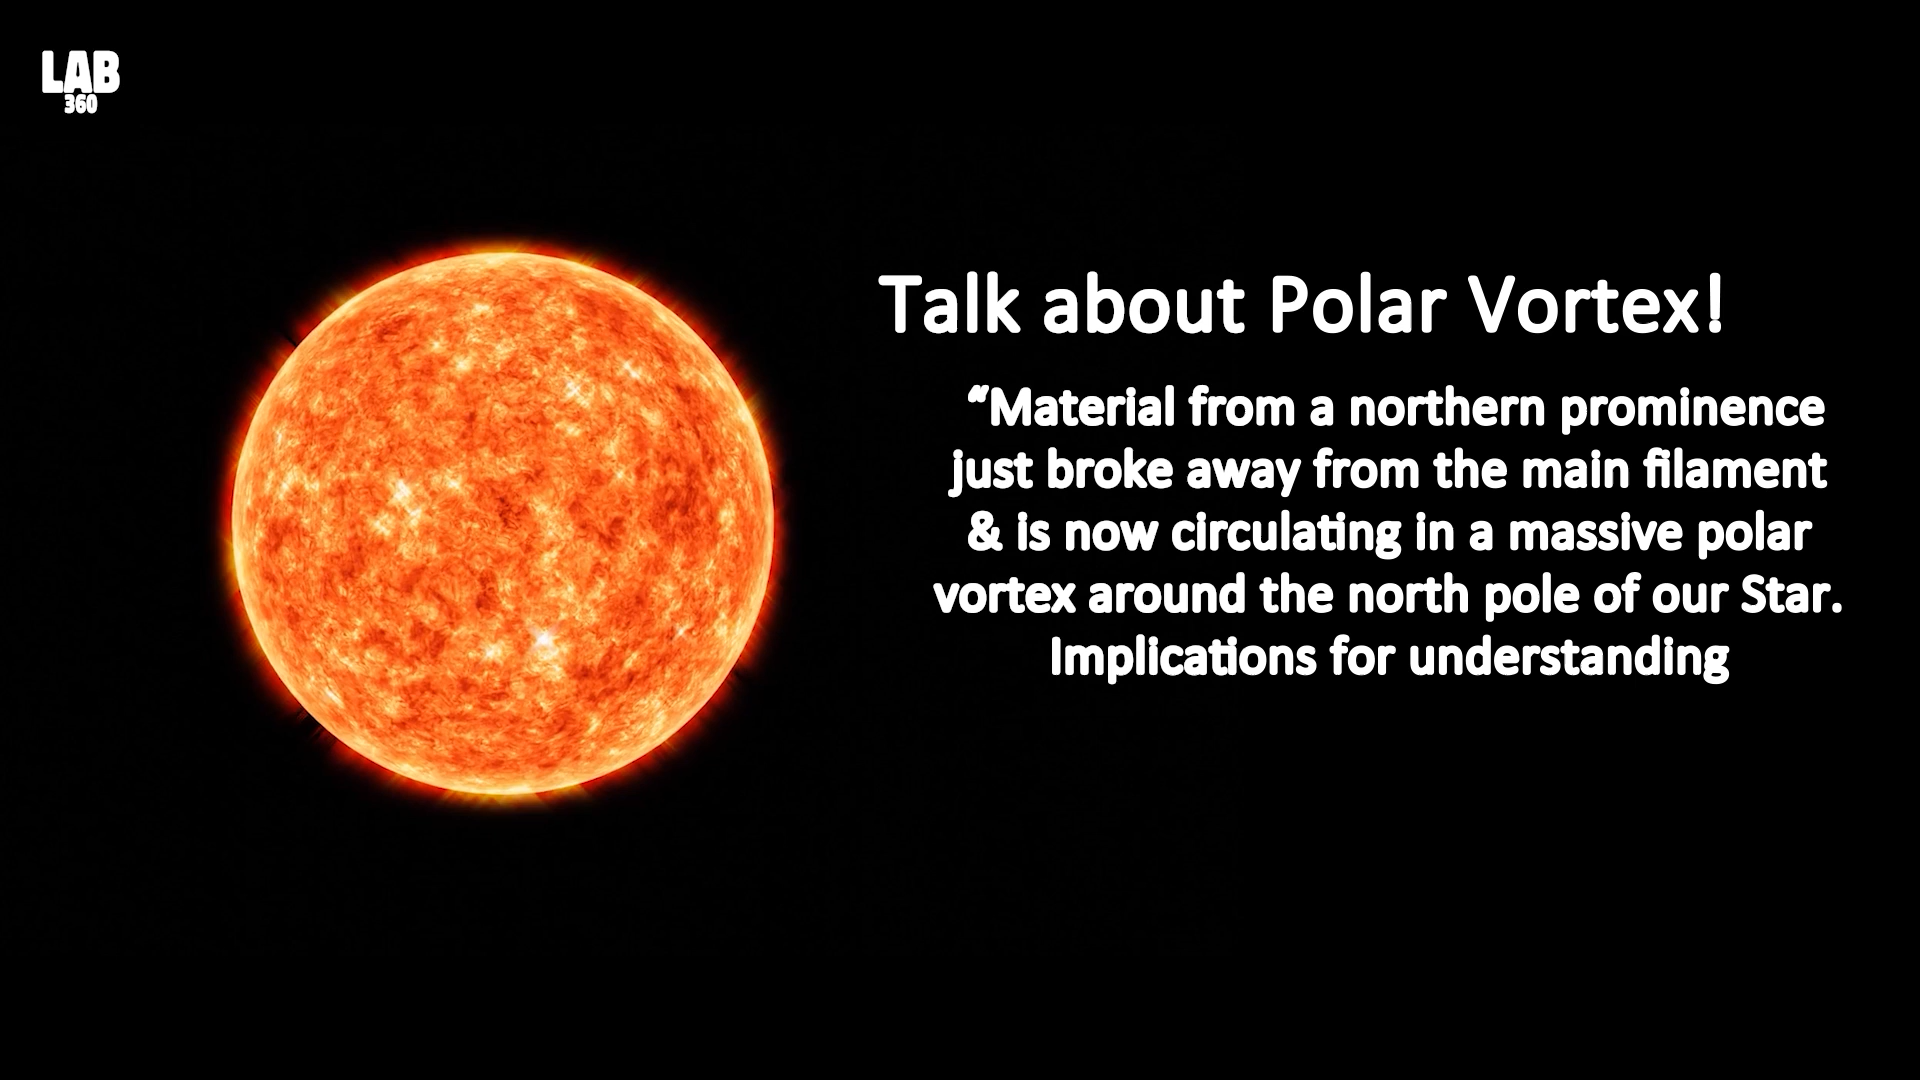 LAB
360
Talk about Polar Vortex!
“Material from a northern prominence
just broke away from the main filament
& is now circulating in a massive polar
vortex around the north pole of our Star.
Implications for understanding